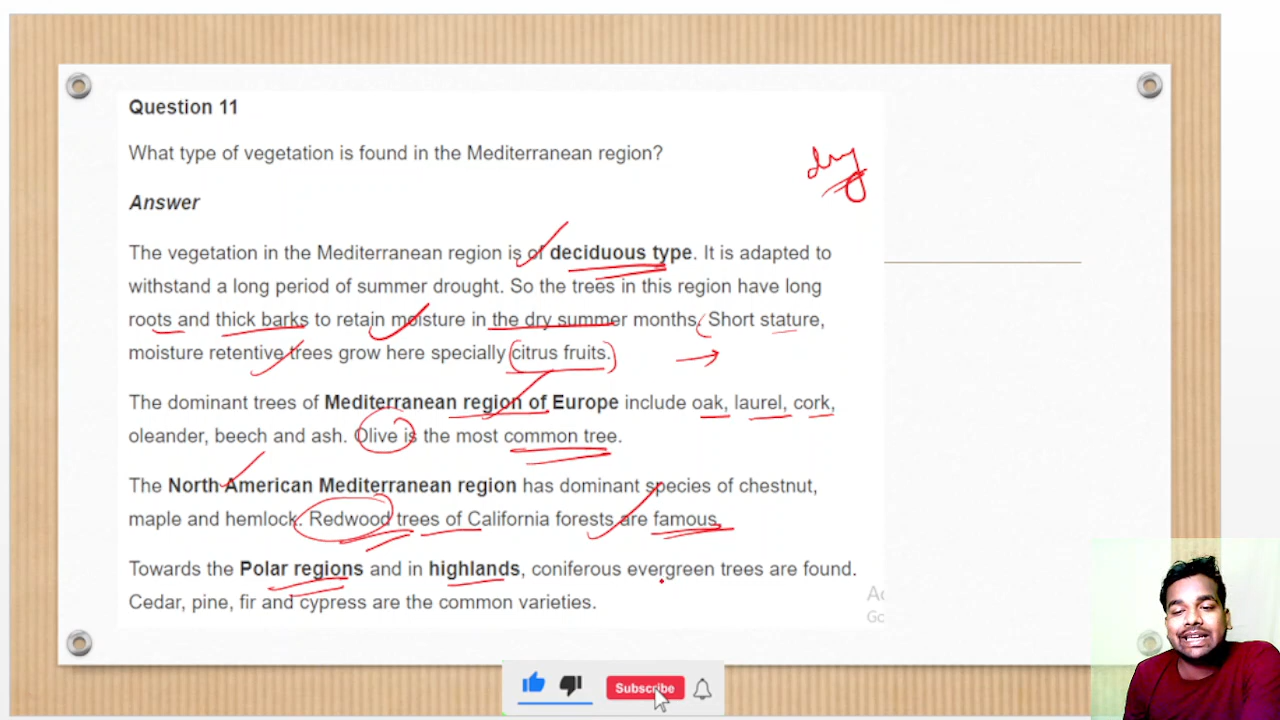 Question 11
What type of vegetation is found in the Mediterranean region?
dry
Answer
The vegetation in the Mediterranean region is of deciduous type. It is adapted to
withstand a long period of summer drought. So the trees in this region have long
roots and thick barks to retain moisture in the dry summer months. Short stature,
moisture retentive trees grow here specially citrus fruits.
The dominant trees of Mediterranean region of Europe include oak, laurel, cork,
oleander, beech and ash. Olive is the most common tree.
The North American Mediterranean region has dominant species of chestnut,
maple and hemlock. Redwood trees of California forests are famous.
Towards the Polar regions and in highlands, coniferous evergreen trees are found.
Cedar, pine, fir and cypress are the common varieties.
Subscribe